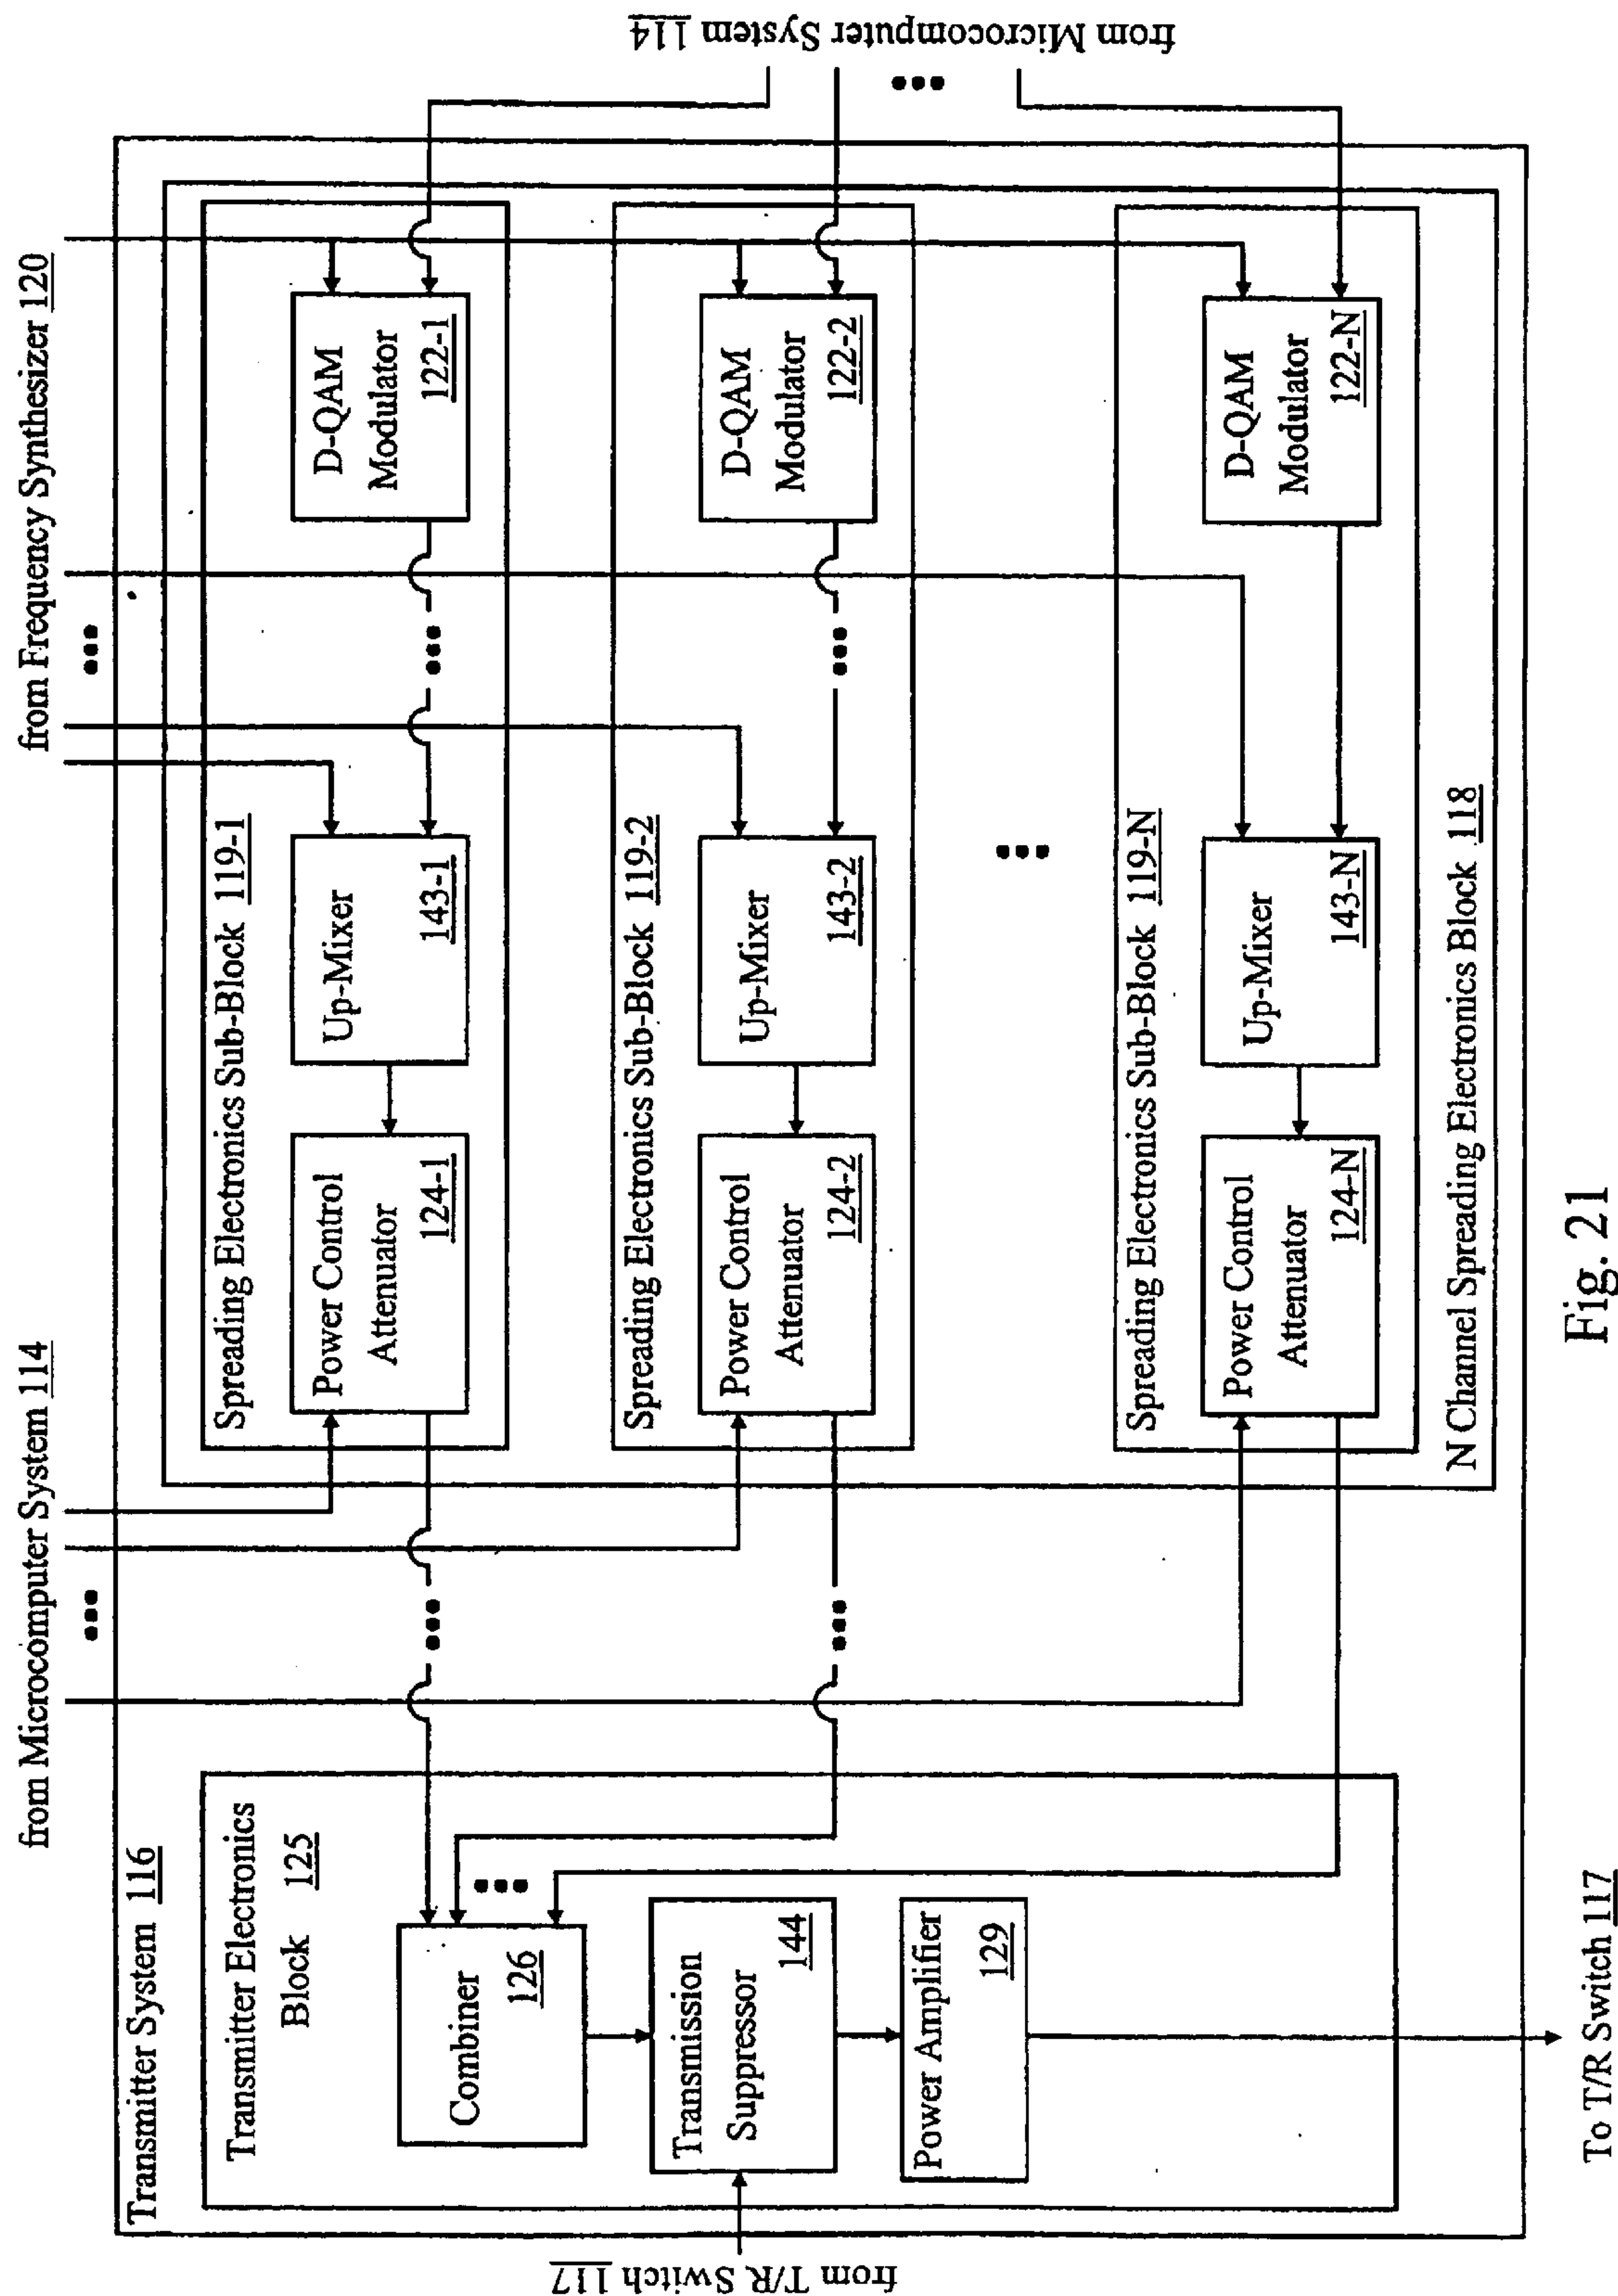 from Microcomputer System 114
•••
from Frequency Synthesizer 120
•••
Transmitter System 116
Transmitter Electronics
Block 125
Combiner
126
•••
Transmission
Suppressor
144
Power Amplifier
129
from T/R Switch 117
To T/R Switch 117
Spreading Electronics Sub-Block 119-1
Power Control
Attenuator
124-1
Up-Mixer
143-1
•••
D-QAM
Modulator
122-1
•••
Spreading Electronics Sub-Block 119-2
Power Control
Attenuator
124-2
Up-Mixer
143-2
•••
D-QAM
Modulator
122-2
•••
•••
Spreading Electronics Sub-Block 119-N
Power Control
Attenuator
124-N
Up-Mixer
143-N
D-QAM
Modulator
122-N
N Channel Spreading Electronics Block 118
from Microcomputer System 114
•••
Fig. 21